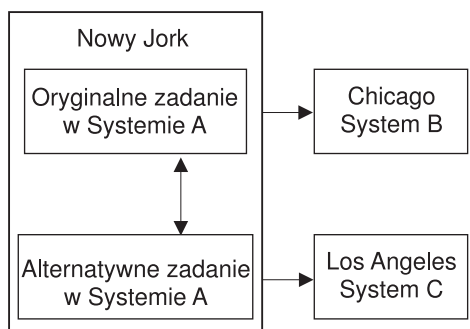 Nowy Jork
Oryginalne zadanie
w Systemie A
Chicago
System B
Alternatywne zadanie
w Systemie A
Los Angeles
System C